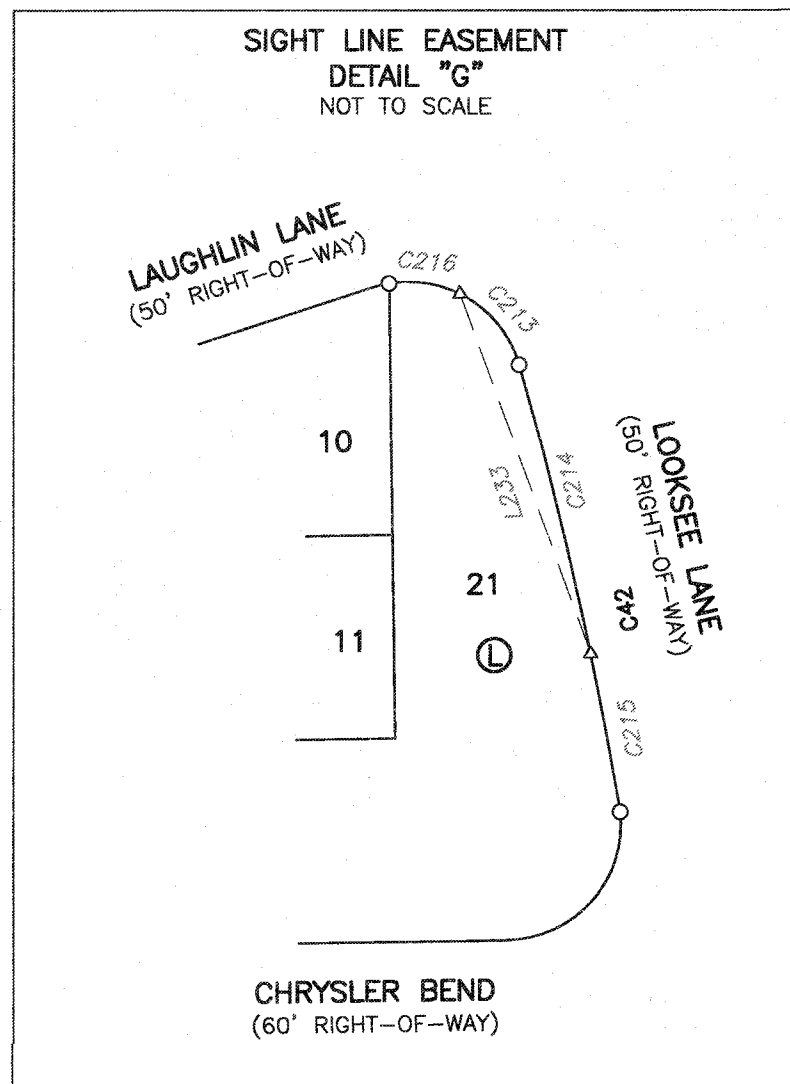 SIGHT LINE EASEMENT
DETAIL "G"
NOT TO SCALE
LAUGHLIN LANE
(50' RIGHT-OF-WAY)
C216
C213
10
L233
C214
LOOKSEE LANE
(50' RIGHT-OF-WAY)
21
C42
11
L
C215
CHRYSLER BEND
(60' RIGHT-OF-WAY)